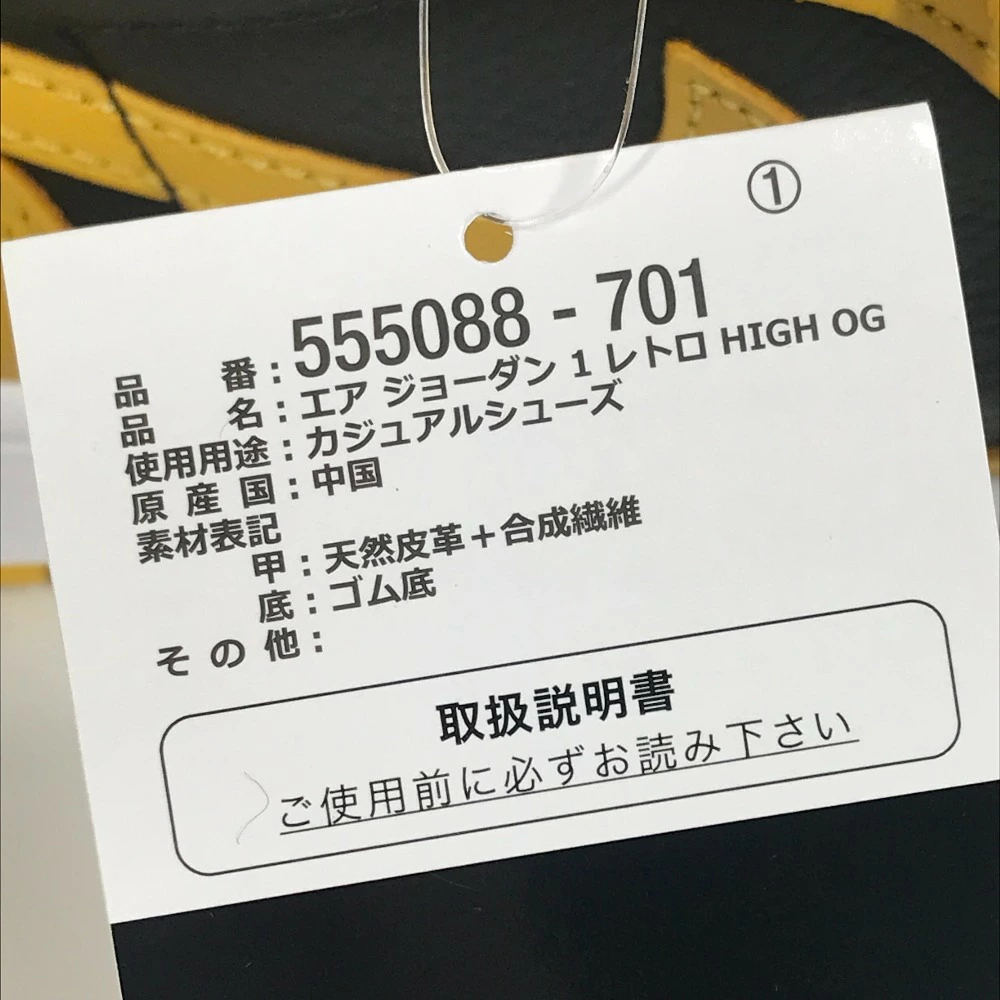 ①
品番：555088-701
品名：エア ジョーダン 1 レトロ HIGH OG
使用用途：カジュアルシューズ
原産国：中国
素材表記
甲：天然皮革＋合成繊維
底：ゴム底
その他：
取扱説明書
ご使用前に必ずお読み下さい